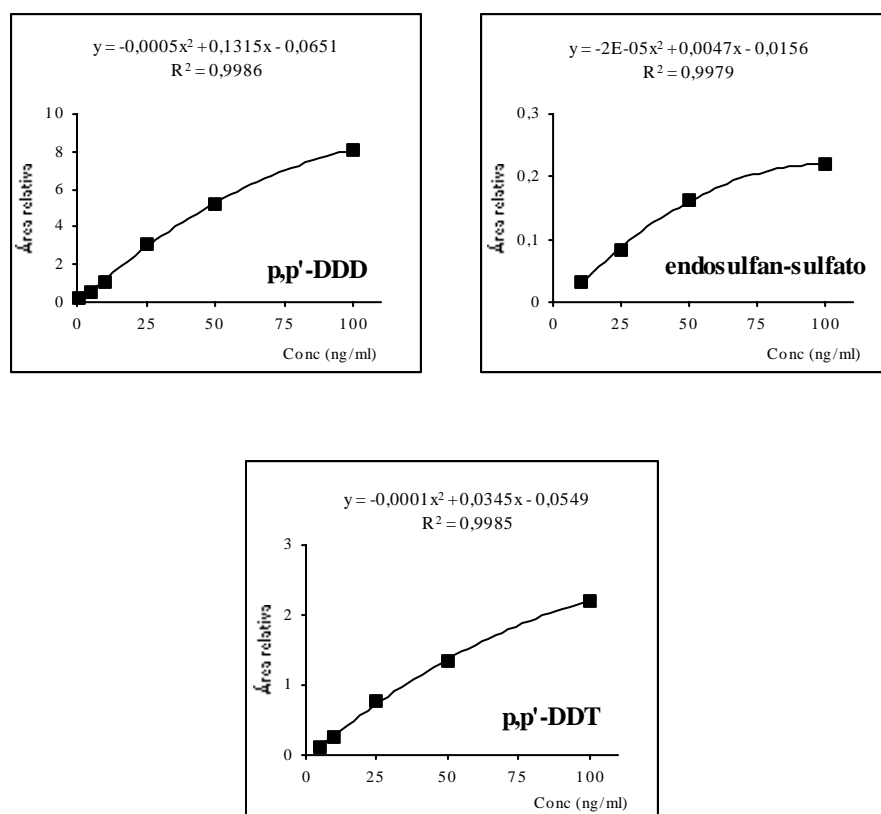 y = -0,0005x² + 0,1315x - 0,0651
R² = 0,9986
10
8
6
4
2
0
Área relativa
p,p'-DDD
0 25 50 75 100
Conc (ng/ml)
y = -2E-05x² + 0,0047x - 0,0156
R² = 0,9979
0,3
0,2
0,1
0
Área relativa
endosulfan-sulfato
0 25 50 75 100
Conc (ng/ml)
y = -0,0001x² + 0,0345x - 0,0549
R² = 0,9985
3
2
1
0
Área relativa
p,p'-DDT
0 25 50 75 100
Conc (ng/ml)